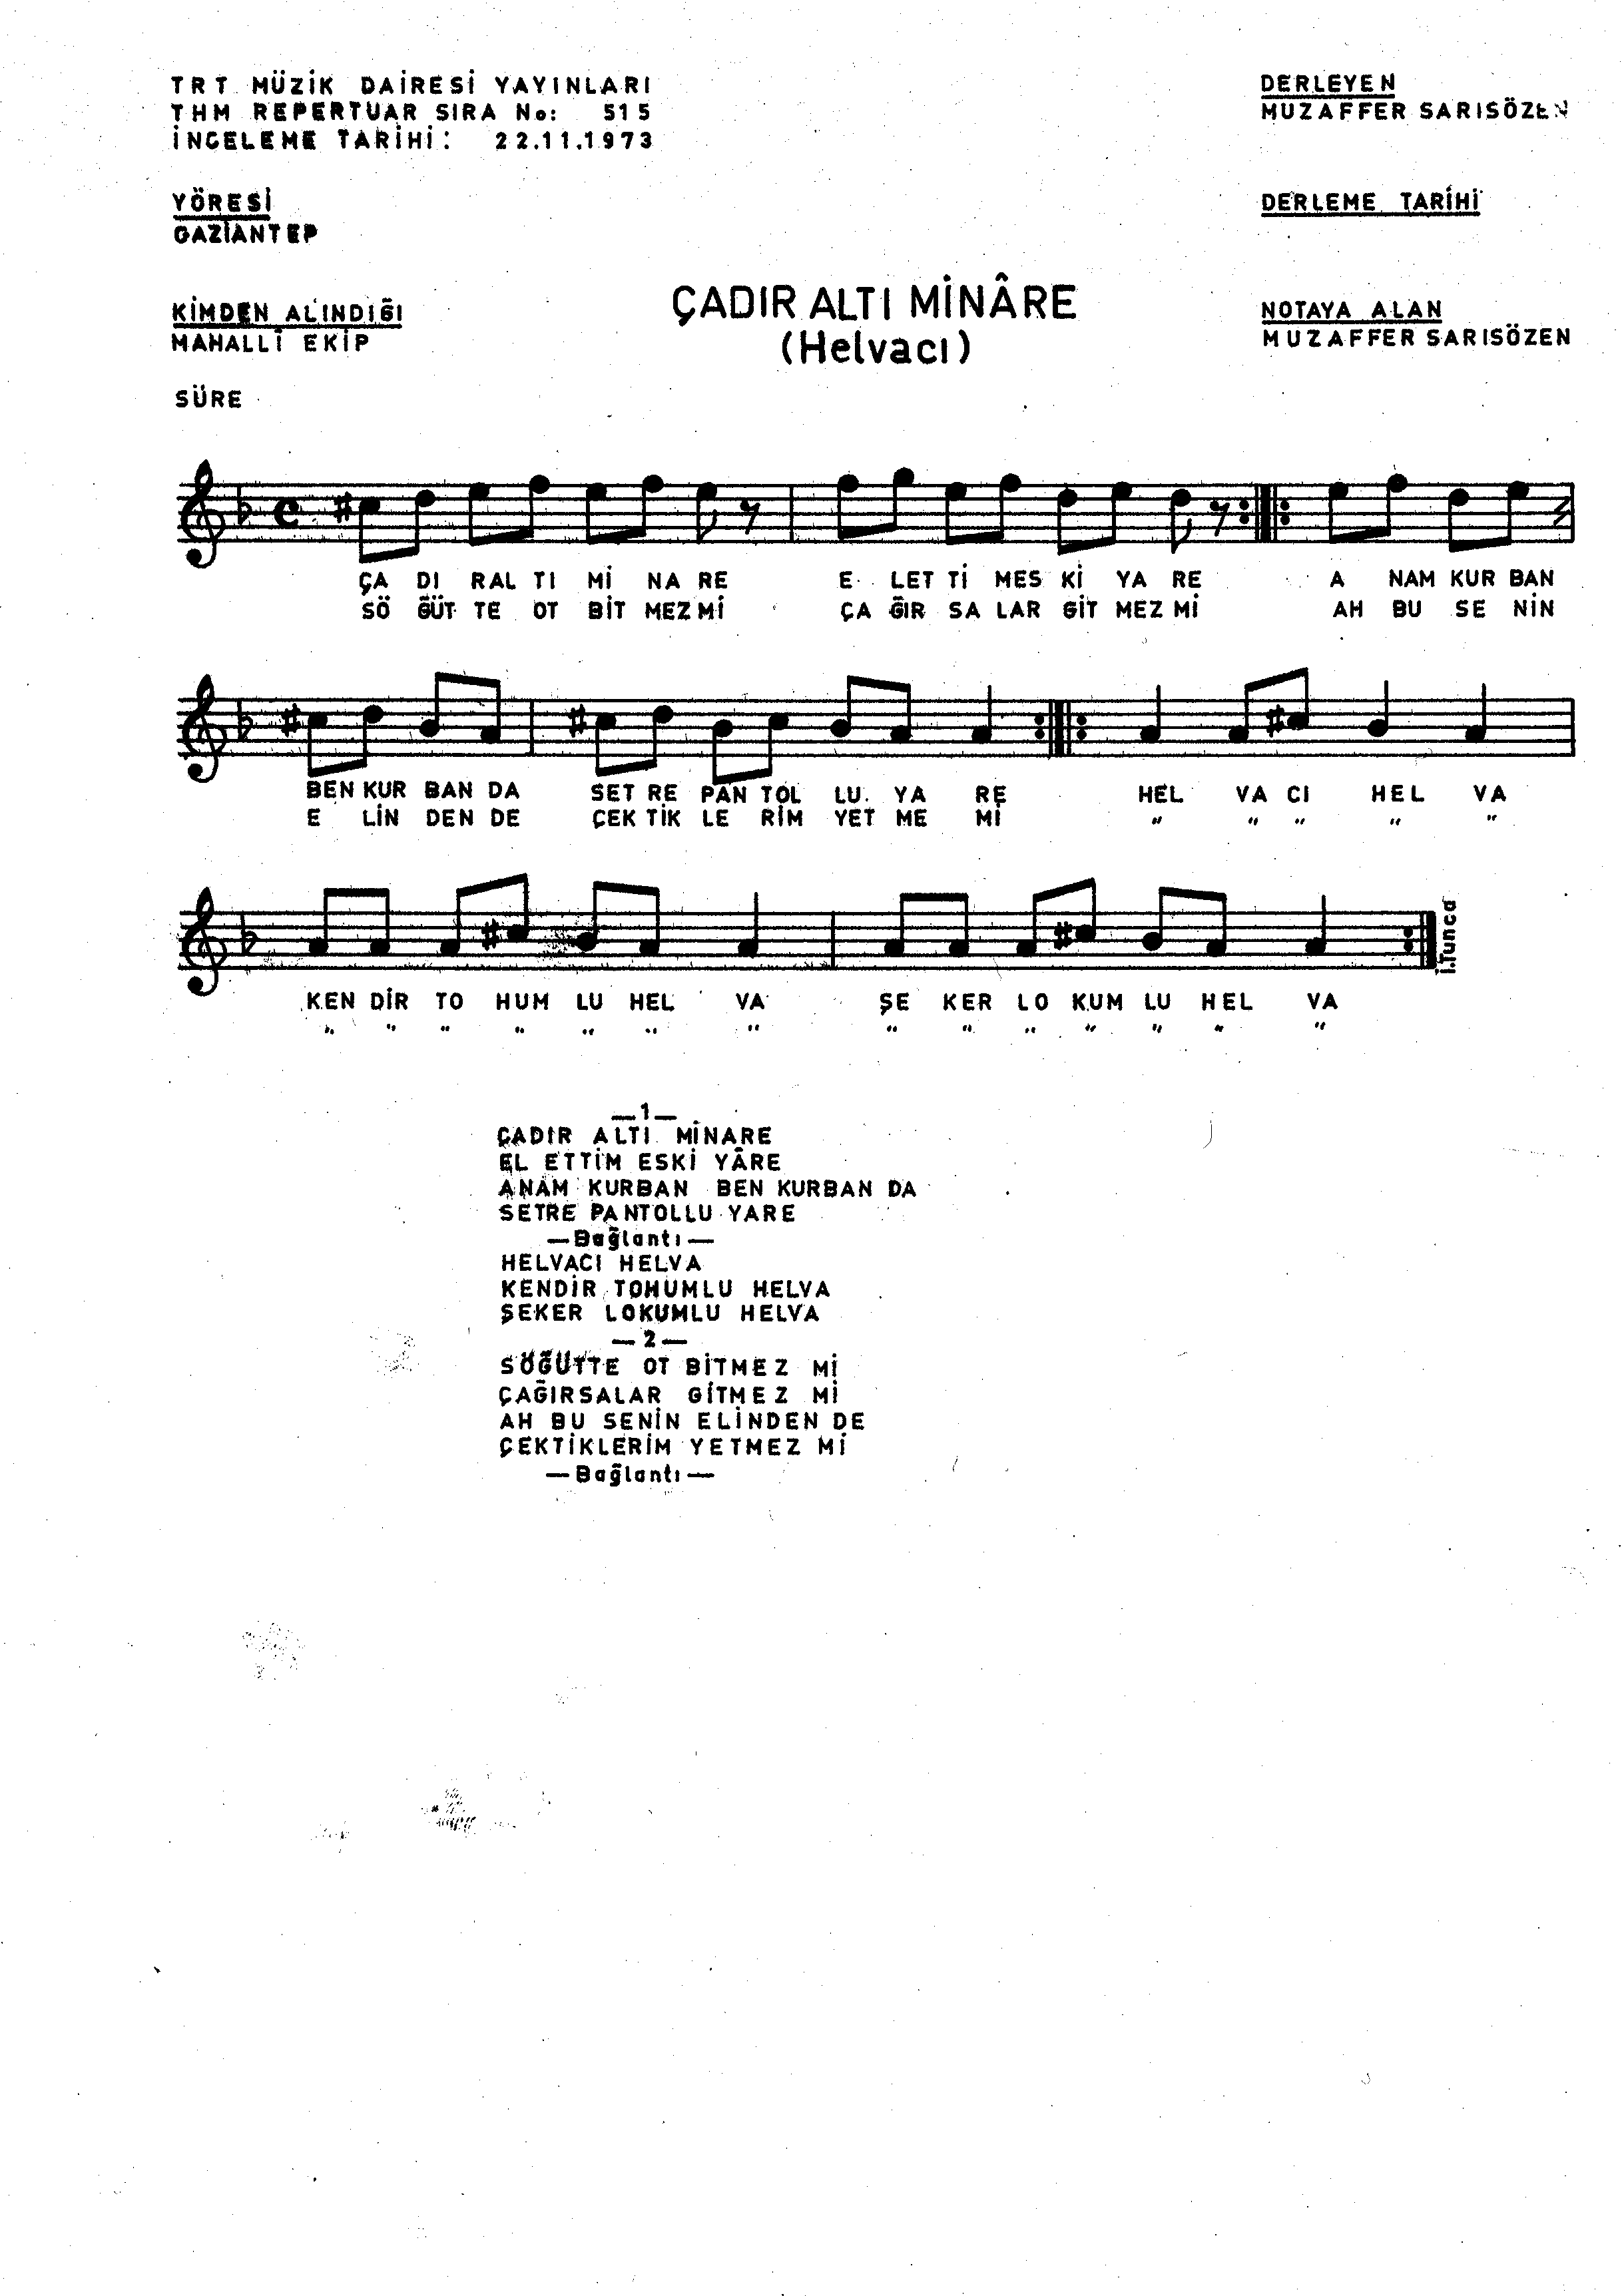 TRT MÜZİK DAİRESİ YAYINLARI
THM REPERTUAR SIRA No: 515
İNCELEME TARİHİ: 22.11.1973
DERLEYEN
MUZAFFER SARISÖZEN
YÖRESİ
GAZİANTEP
DERLEME TARİHİ
KİMDEN ALINDIĞI
MAHALLİ EKİP
ÇADIR ALTI MİNÂRE
(Helvacı)
NOTAYA ALAN
MUZAFFER SARISÖZEN
SÜRE
ÇA DI RAL TI Mİ NA RE E LET Tİ MES Kİ YA RE A NAM KUR BAN
SÖ ĞÜT TE OT BİT MEZ Mİ ÇA ĞIR SA LAR GİT MEZ Mİ AH BU SE NİN
BEN KUR BAN DA SET RE PAN TOL LU YA RE HEL VA CI HEL VA
E LİN DEN DE ÇEK TİK LE RİM YET ME Mİ " " " " "
İ.Tunca
KEN DİR TO HUM LU HEL VA ŞE KER LO KUM LU HEL VA
" " " " " " " " " " " " " "
—1—
ÇADIR ALTI MİNARE
EL ETTİM ESKİ YÂRE
ANAM KURBAN BEN KURBAN DA
SETRE PANTOLLU YARE
—Bağlantı—
HELVACI HELVA
KENDİR TOHUMLU HELVA
ŞEKER LOKUMLU HELVA
—2—
SÖĞÜTTE OT BİTMEZ Mİ
ÇAĞIRSALAR GİTMEZ Mİ
AH BU SENİN ELİNDEN DE
ÇEKTİKLERİM YETMEZ Mİ
—Bağlantı—